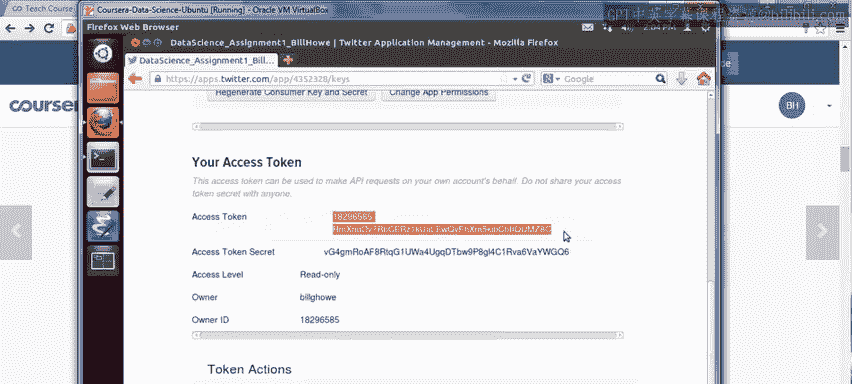 Teach Course
Coursera-Data-Science-Ubuntu [Running] - Oracle VM VirtualBox
Firefox Web Browser
2:04 PM
DataScience_Assignment1_BillHowe | Twitter Application Management - Mozilla Firefox
DataScience_Assignment1_Bill...
https://apps.twitter.com/app/4352328/keys
Google
Regenerate Consumer Key and Secret
Change App Permissions
coursera
BH
Your Access Token
This access token can be used to make API requests on your own account's behalf. Do not share your access
token secret with anyone.
Access Token
18296585-
Access Token Secret vG4gmRoAF8RtqG1UWa4UgqDTbw9P8gl4C1Rva6VaYWGQ6
Access Level Read-only
Owner billghowe
Owner ID 18296585
Token Actions